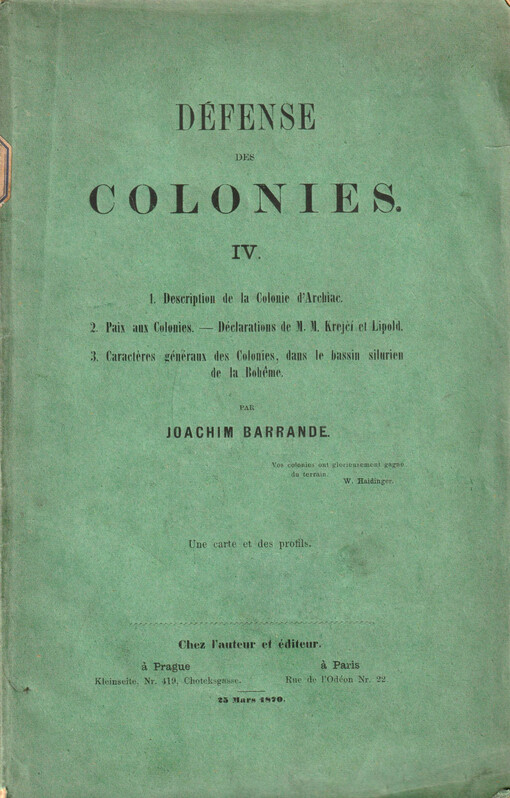 DÉFENSE
DES
COLONIES.
IV.
1. Description de la Colonie d'Archiac.
2. Paix aux Colonies. — Déclarations de M. M. Krejčí et Lipold.
3. Caractères généraux des Colonies, dans le bassin silurien
de la Bohême.
PAR
JOACHIM BARRANDE.
Vos colonies ont glorieusement gagné
du terrain.
W. Haidinger.
Une carte et des profils.
Chez l'auteur et éditeur.
à Prague
Kleinseite, Nr. 419, Choteksgasse.
à Paris
Rue de l'Odéon Nr. 22.
25 Mars 1870.